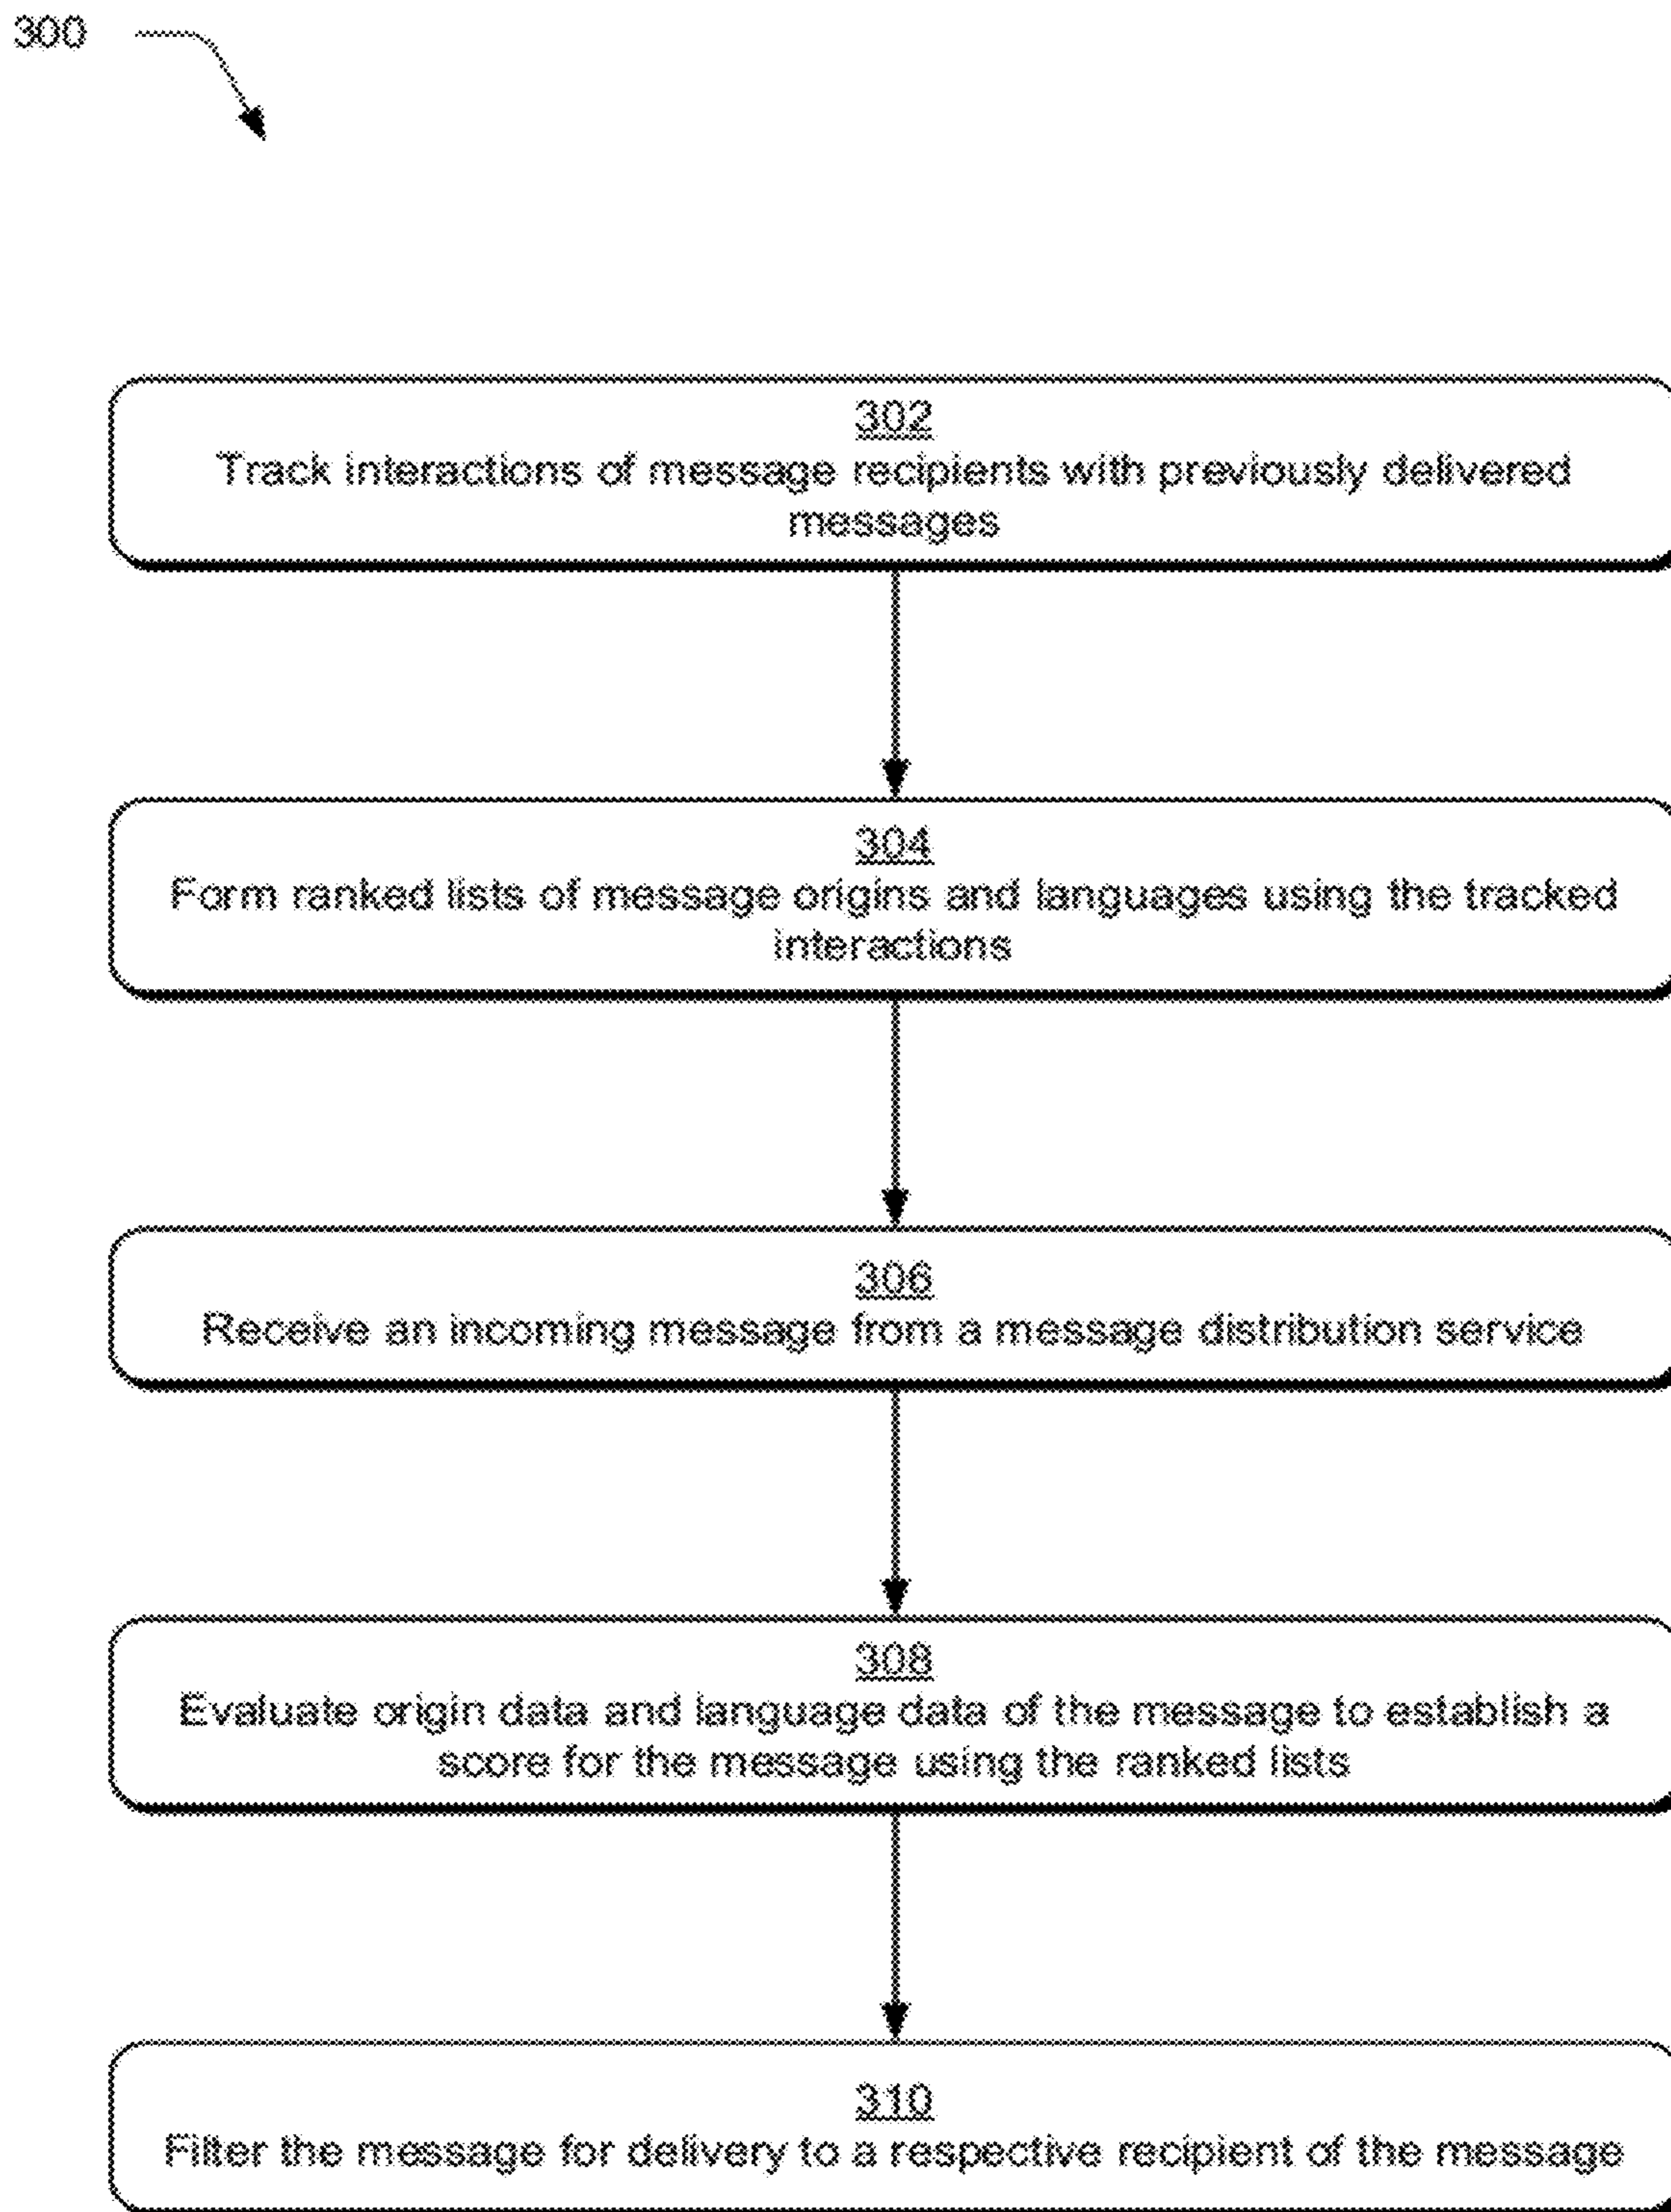 300
302
Track interactions of message recipients with previously delivered
messages
304
Form ranked lists of message origins and languages using the tracked
interactions
306
Receive an incoming message from a message distribution service
308
Evaluate origin data and language data of the message to establish a
score for the message using the ranked lists
310
Filter the message for delivery to a respective recipient of the message